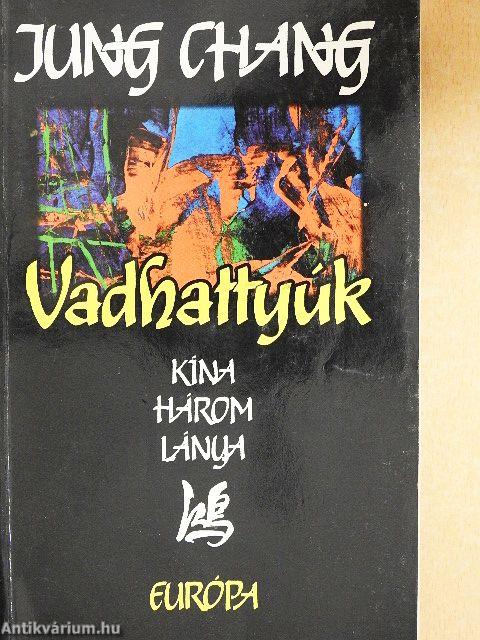 JUNG CHANG
Vadhattyúk
KÍNA
HÁROM
LÁNYA
鴻
EURÓPA
Antikvárium.hu